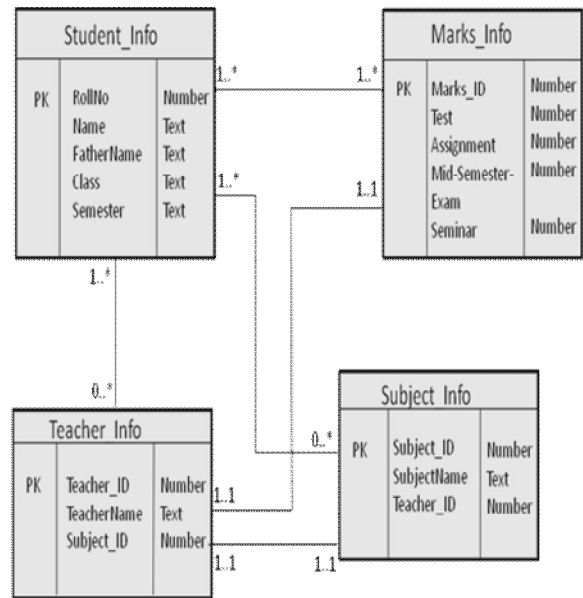 Student_Info
PK RollNo Number
Name Text
FatherName Text
Class Text
Semester Text
1..*
1..*
1..*
1..*
Marks_Info
PK Marks_ID Number
Test Number
Assignment Number
Mid-Semester- Number
Exam
Seminar Number
1..*
1..1
0..*
Teacher_Info
PK Teacher_ID Number
TeacherName Text
Subject_ID Number
1..1
1..1
Subject_Info
PK Subject_ID Number
SubjectName Text
Teacher_ID Number
0..*
1..1